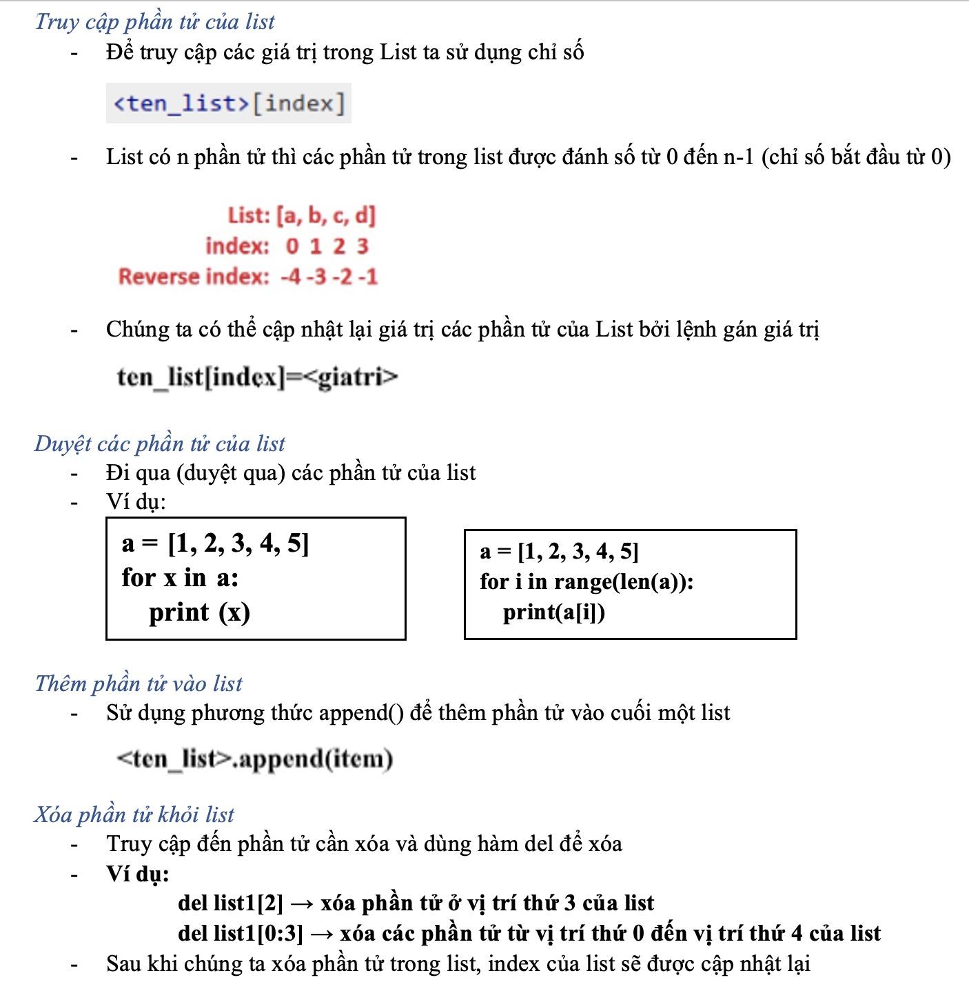 Truy cập phần tử của list
- Để truy cập các giá trị trong List ta sử dụng chỉ số
<ten_list>[index]
- List có n phần tử thì các phần tử trong list được đánh số từ 0 đến n-1 (chỉ số bắt đầu từ 0)
List: [a, b, c, d]
index: 0 1 2 3
Reverse index: -4 -3 -2 -1
- Chúng ta có thể cập nhật lại giá trị các phần tử của List bởi lệnh gán giá trị
ten_list[index]=<giatri>
Duyệt các phần tử của list
- Đi qua (duyệt qua) các phần tử của list
- Ví dụ:
a = [1, 2, 3, 4, 5]
for x in a:
print (x)
a = [1, 2, 3, 4, 5]
for i in range(len(a)):
print(a[i])
Thêm phần tử vào list
- Sử dụng phương thức append() để thêm phần tử vào cuối một list
<ten_list>.append(item)
Xóa phần tử khỏi list
- Truy cập đến phần tử cần xóa và dùng hàm del để xóa
- Ví dụ:
del list1[2] → xóa phần tử ở vị trí thứ 3 của list
del list1[0:3] → xóa các phần tử từ vị trí thứ 0 đến vị trí thứ 4 của list
- Sau khi chúng ta xóa phần tử trong list, index của list sẽ được cập nhật lại